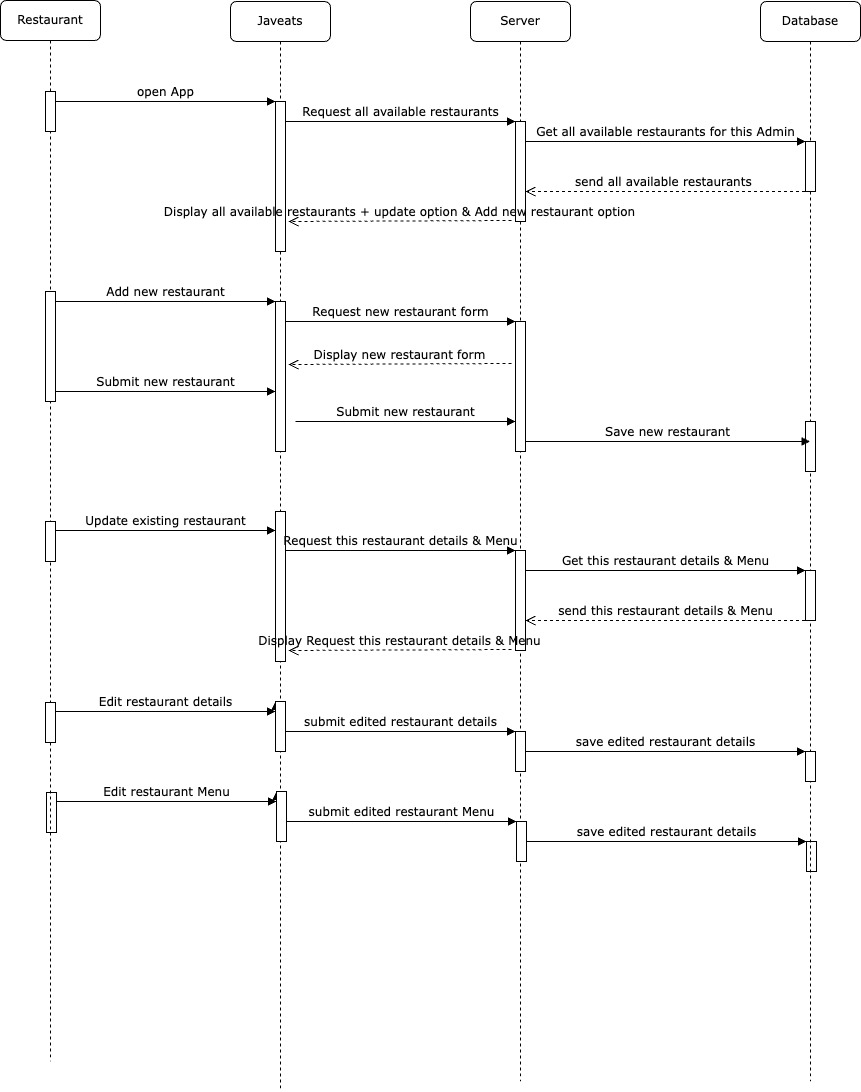 Restaurant
Javeats
Server
Database
open App
Request all available restaurants
Get all available restaurants for this Admin
send all available restaurants
Display all available restaurants + update option & Add new restaurant option
Add new restaurant
Request new restaurant form
Display new restaurant form
Submit new restaurant
Submit new restaurant
Save new restaurant
Update existing restaurant
Request this restaurant details & Menu
Get this restaurant details & Menu
send this restaurant details & Menu
Display Request this restaurant details & Menu
Edit restaurant details
submit edited restaurant details
save edited restaurant details
Edit restaurant Menu
submit edited restaurant Menu
save edited restaurant details